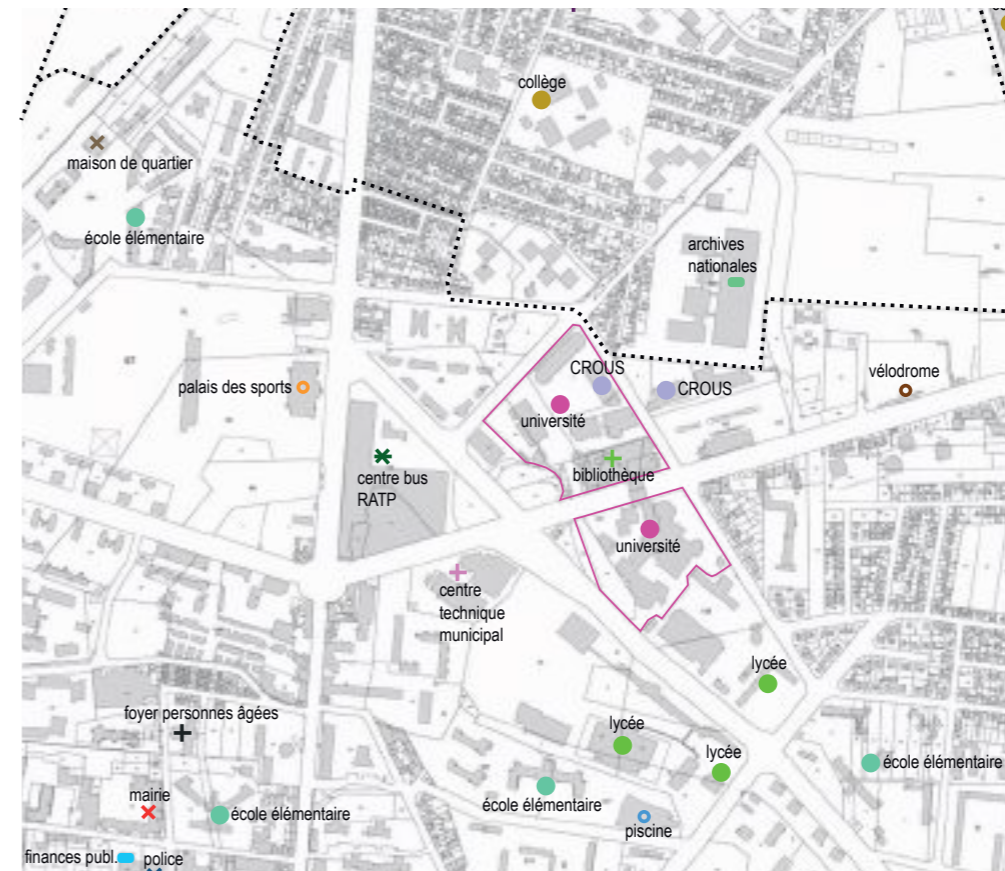 collège
maison de quartier
école élémentaire
archives
nationales
CROUS
CROUS
vélodrome
palais des sports
université
centre bus
RATP
bibliothèque
université
centre
technique
municipal
lycée
foyer personnes âgées
lycée
lycée
école élémentaire
mairie
école élémentaire
école élémentaire
piscine
finances publ.
police